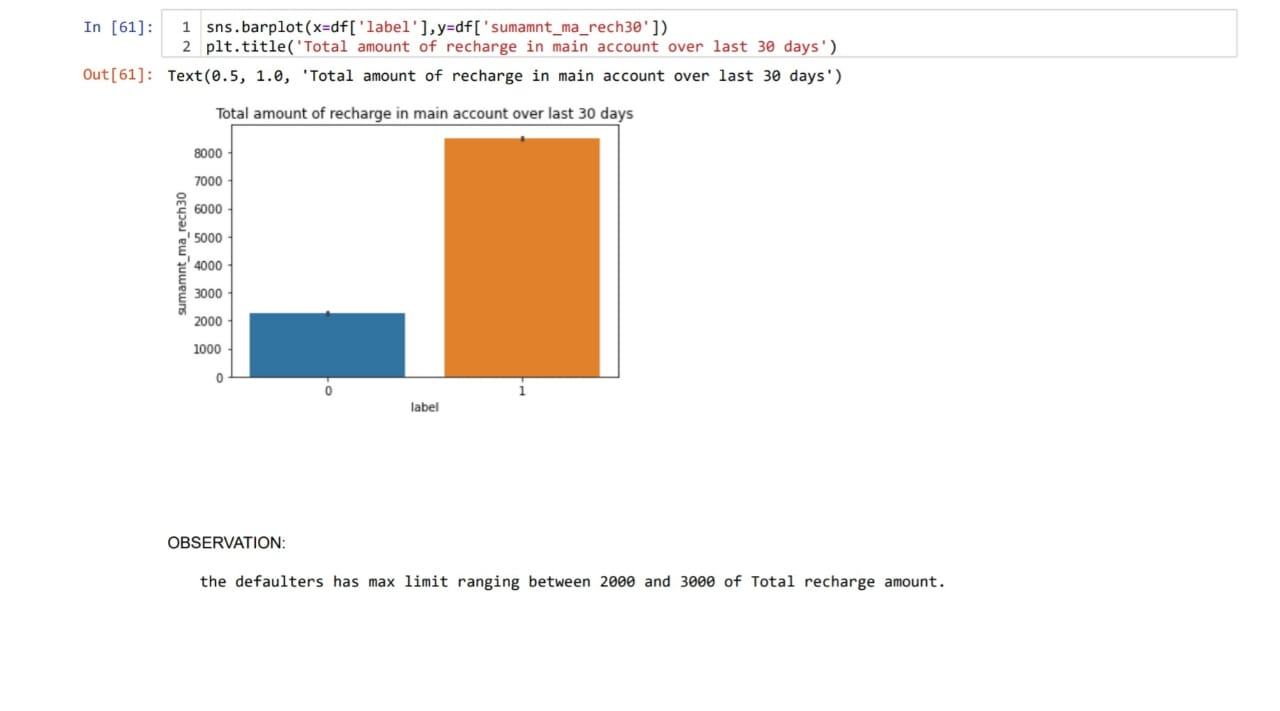 In [61]: 1 sns.barplot(x=df['label'],y=df['sumamnt_ma_rech30'])
2 plt.title('Total amount of recharge in main account over last 30 days')
Out[61]: Text(0.5, 1.0, 'Total amount of recharge in main account over last 30 days')
Total amount of recharge in main account over last 30 days
8000
7000
6000
5000
4000
3000
2000
1000
0
sumamnt_ma_rech30
0 1
label
OBSERVATION:
the defaulters has max limit ranging between 2000 and 3000 of Total recharge amount.